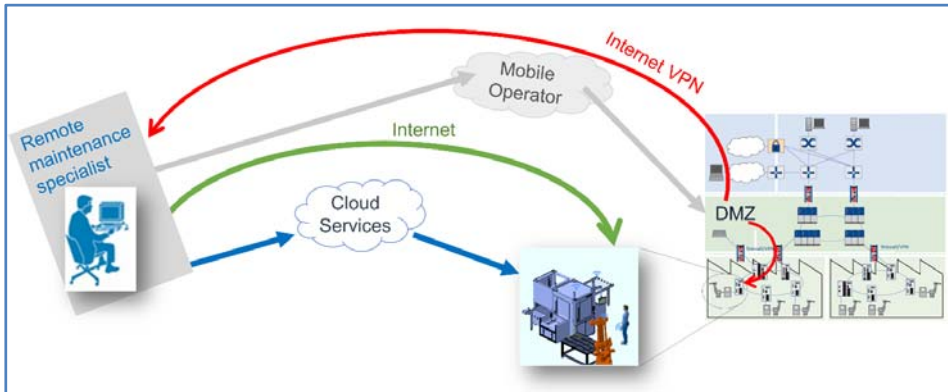 Internet VPN
Mobile
Operator
Remote
maintenance
specialist
Internet
Cloud
Services
DMZ